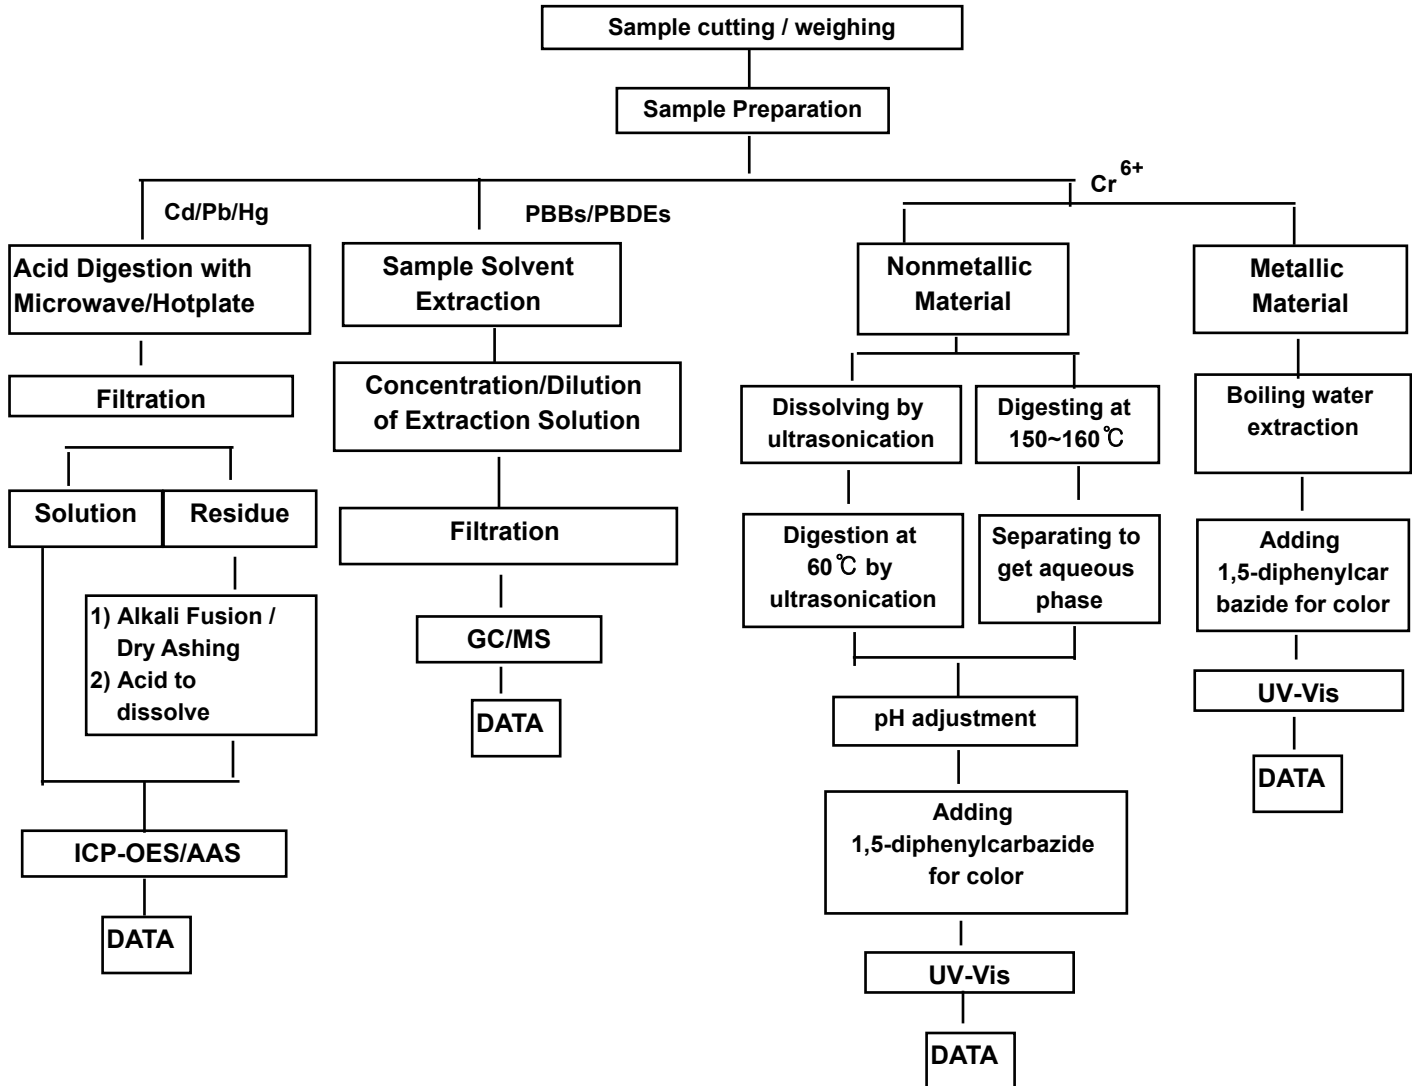 Sample cutting / weighing
Sample Preparation
Cr 6+
Cd/Pb/Hg
PBBs/PBDEs
Acid Digestion with
Microwave/Hotplate
Sample Solvent
Extraction
Nonmetallic
Material
Metallic
Material
Filtration
Concentration/Dilution
of Extraction Solution
Dissolving by
ultrasonication
Digesting at
150~160℃
Boiling water
extraction
Solution
Residue
Filtration
Digestion at
60℃ by
ultrasonication
Separating to
get aqueous
phase
Adding
1,5-diphenylcar
bazide for color
1) Alkali Fusion /
Dry Ashing
2) Acid to
dissolve
GC/MS
DATA
pH adjustment
UV-Vis
DATA
ICP-OES/AAS
DATA
Adding
1,5-diphenylcarbazide
for color
UV-Vis
DATA